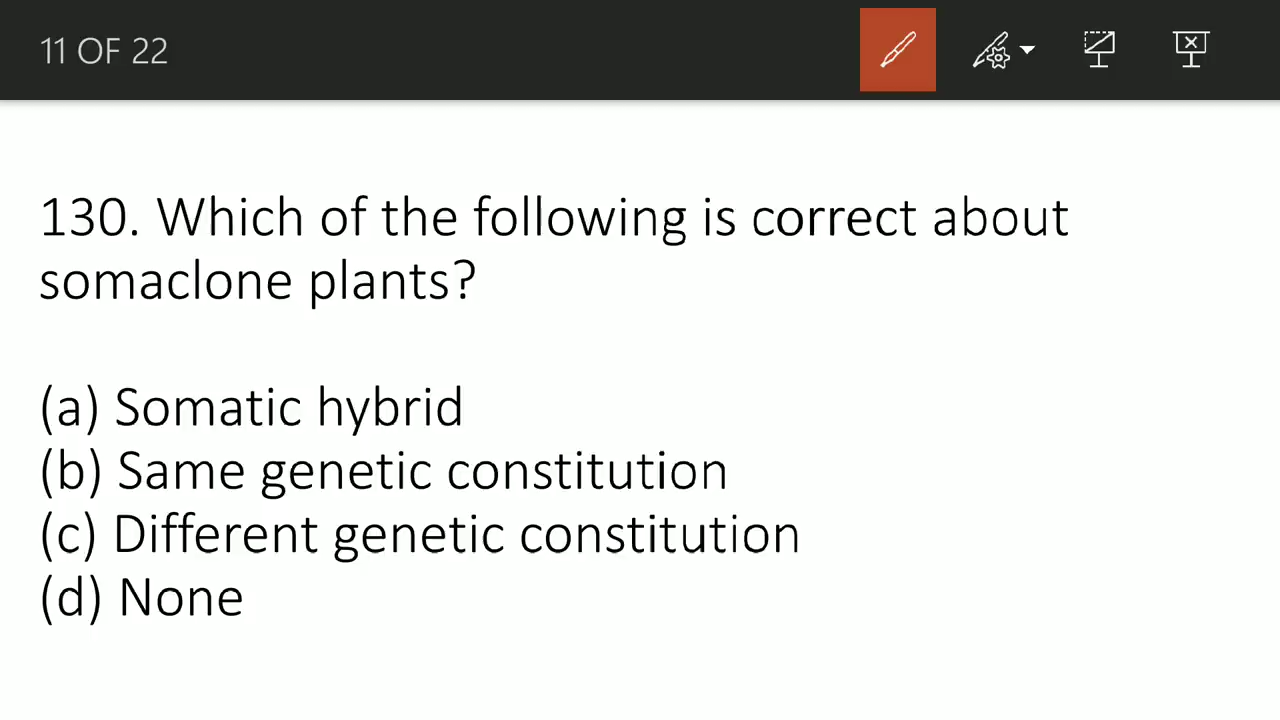 11 OF 22
130. Which of the following is correct about
somaclone plants?
(a) Somatic hybrid
(b) Same genetic constitution
(c) Different genetic constitution
(d) None